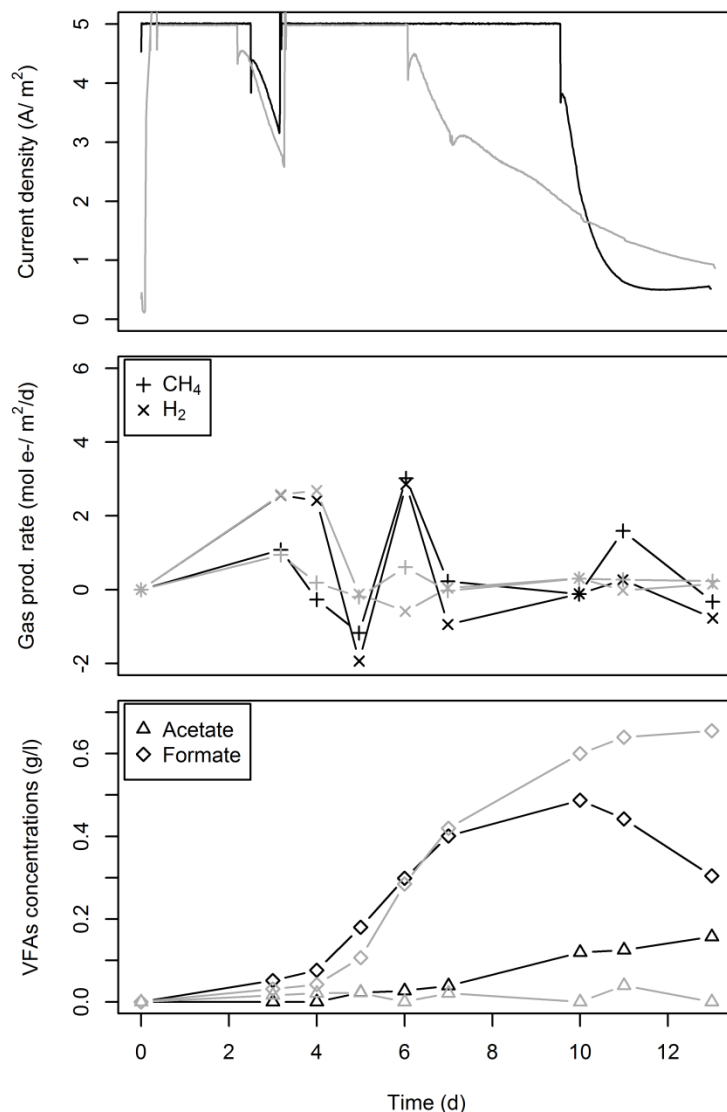 Current density (A/ m²)
5
4
3
2
1
0
Gas prod. rate (mol e-/ m²/d)
6
4
2
0
-2
CH₄
H₂
VFAs concentrations (g/l)
0.6
0.4
0.2
0.0
Acetate
Formate
0 2 4 6 8 10 12
Time (d)